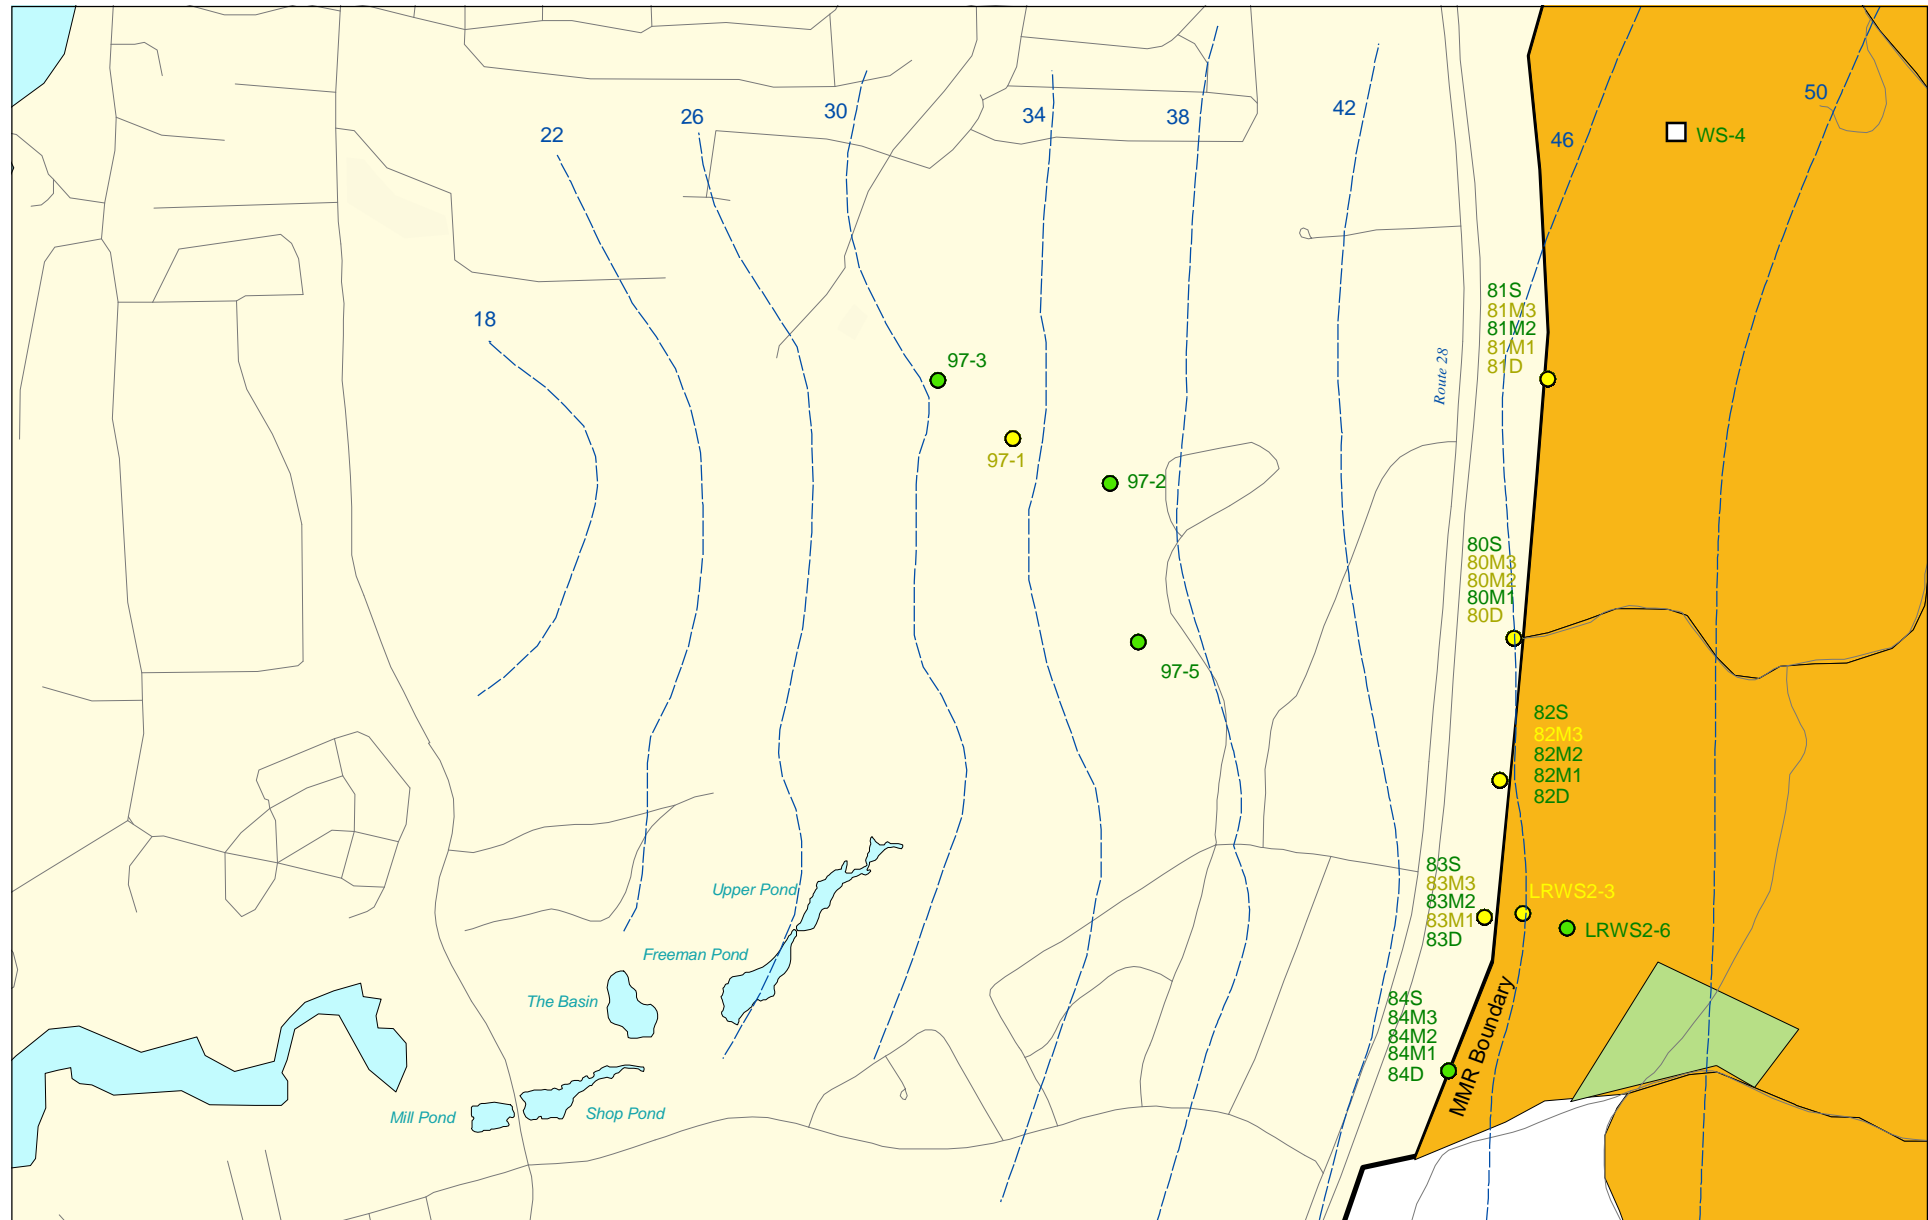 50
42
30
34
26
38
WS-4
22
46
81S
81M3
18
81M2
81M1
97-3
81D
Route 28
97-1
97-2
80S
80M3
80M2
80M1
80D
97-5
82S
82M3
82M2
82M1
82D
83S
83M3
83M2
83M1
83D
LRWS2-3
LRWS2-6
Upper Pond
Freeman Pond
The Basin
84S
84M3
84M2
84M1
84D
MMR Boundary
Mill Pond
Shop Pond